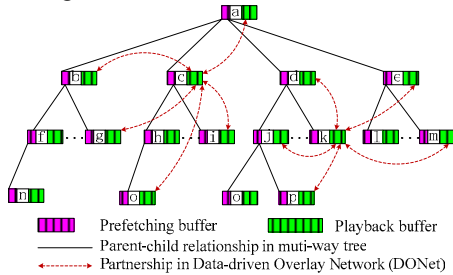 a
b c d e
f ··· g h ··· i j ··· k l ··· m
n o o p
Prefetching buffer Playback buffer
Parent-child relationship in muti-way tree
Partnership in Data-driven Overlay Network (DONet)